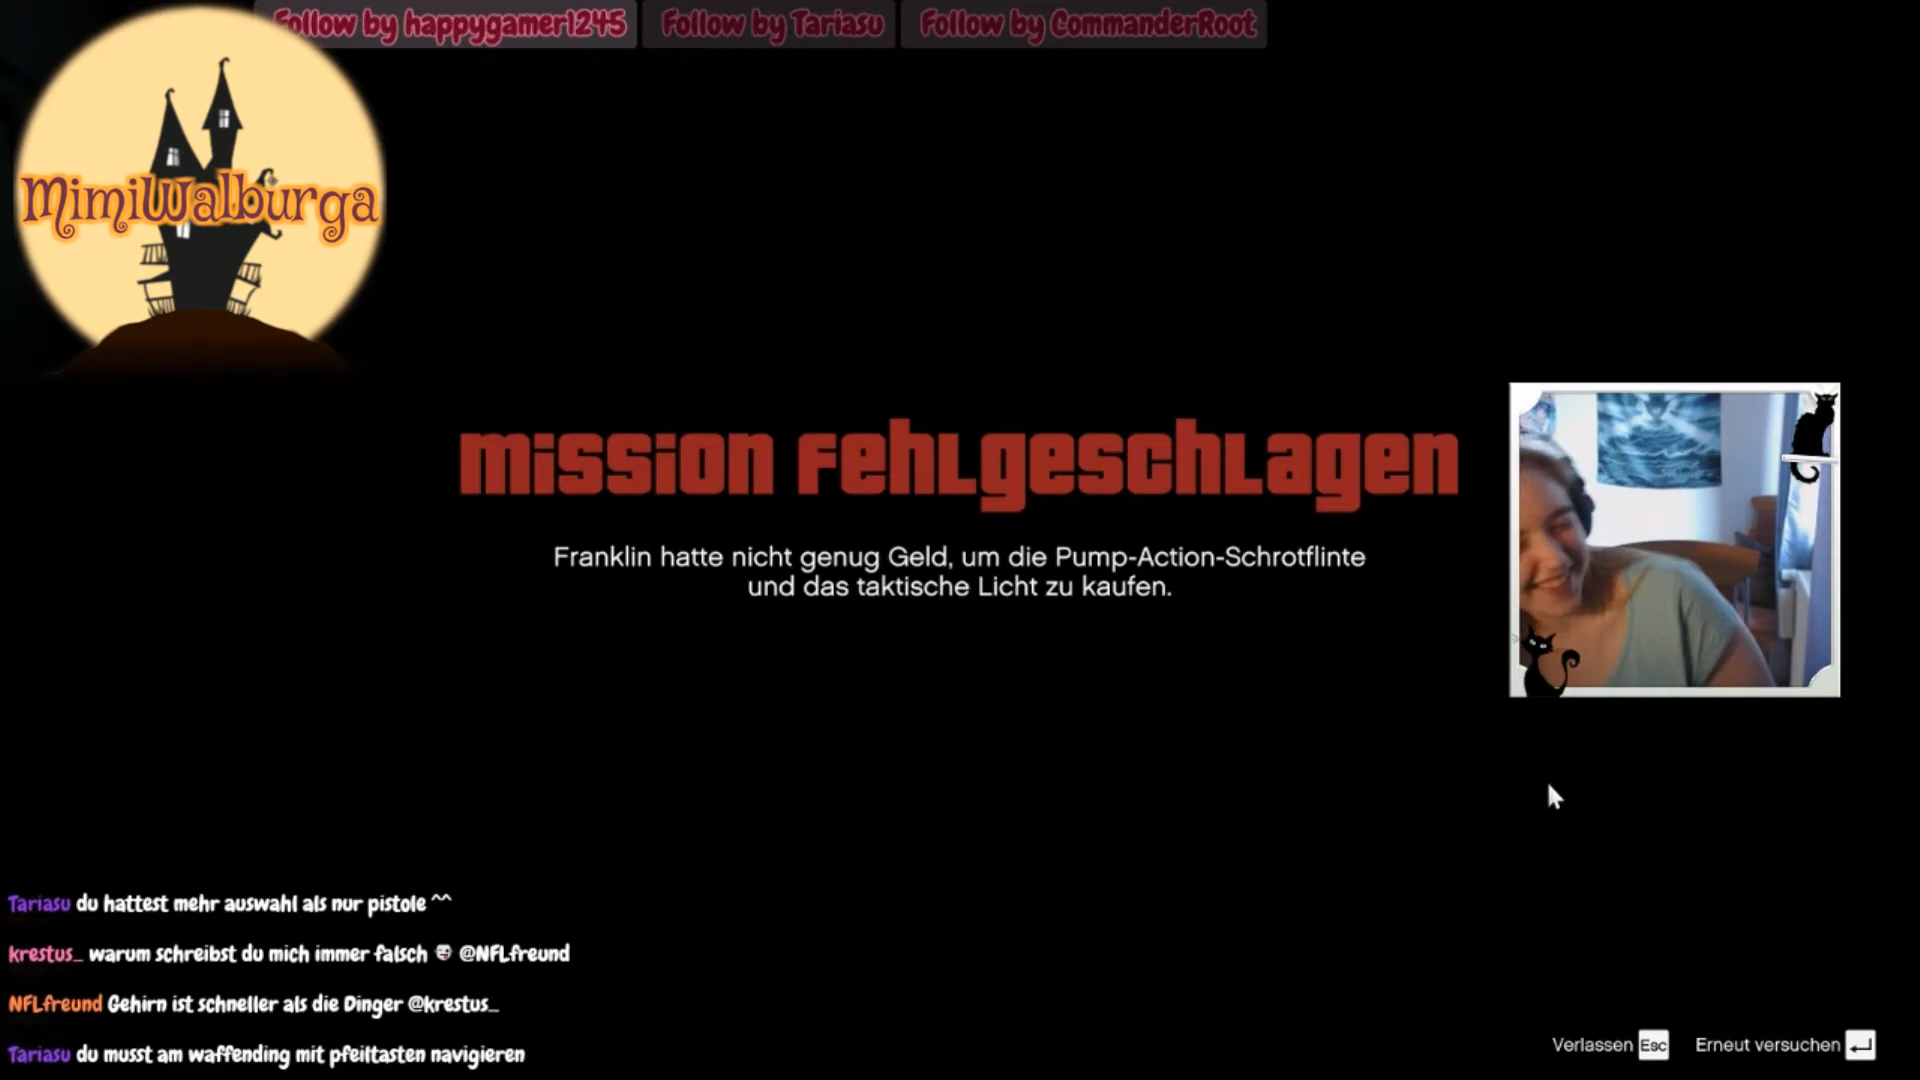 Follow by happygamer1245
Follow by Tariasu
Follow by CommanderRoot
MimiWalburga
mission fehlgeschlagen
Franklin hatte nicht genug Geld, um die Pump-Action-Schrotflinte
und das taktische Licht zu kaufen.
Tariasu du hattest mehr auswahl als nur pistole ^^
krestus_ warum schreibst du mich immer falsch @NFLfreund
NFLfreund Gehirn ist schneller als die Dinger @krestus_
Tariasu du musst am waffending mit pfeiltasten navigieren
Verlassen Esc Erneut versuchen